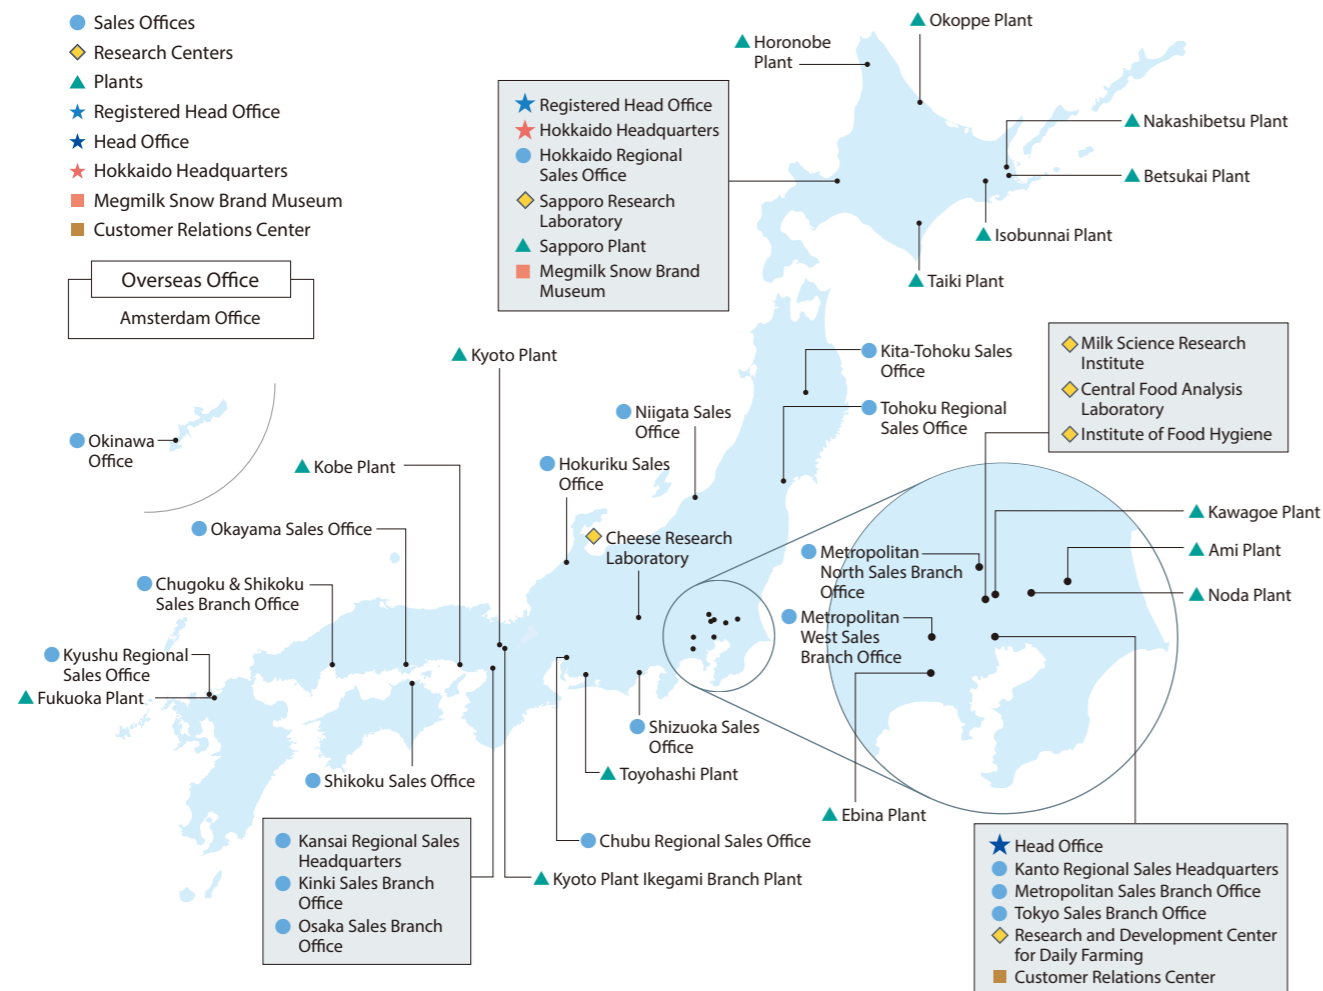 Sales Offices
Research Centers
Plants
Registered Head Office
Head Office
Hokkaido Headquarters
Megmilk Snow Brand Museum
Customer Relations Center
Overseas Office
Amsterdam Office
Okoppe Plant
Horonobe
Plant
Registered Head Office
Hokkaido Headquarters
Hokkaido Regional
Sales Office
Sapporo Research
Laboratory
Sapporo Plant
Megmilk Snow Brand
Museum
Nakashibetsu Plant
Betsukai Plant
Isobunnai Plant
Taiki Plant
Kita-Tohoku Sales
Office
Tohoku Regional
Sales Office
Milk Science Research
Institute
Central Food Analysis
Laboratory
Institute of Food Hygiene
Kyoto Plant
Niigata Sales
Office
Hokuriku Sales
Office
Okinawa
Office
Kobe Plant
Okayama Sales Office
Cheese Research
Laboratory
Chugoku & Shikoku
Sales Branch Office
Kyushu Regional
Sales Office
Fukuoka Plant
Kawagoe Plant
Ami Plant
Noda Plant
Metropolitan
North Sales Branch
Office
Metropolitan
West Sales
Branch Office
Shizuoka Sales
Office
Toyohashi Plant
Shikoku Sales Office
Ebina Plant
Chubu Regional Sales Office
Kyoto Plant Ikegami Branch Plant
Kansai Regional Sales
Headquarters
Kinki Sales Branch
Office
Osaka Sales Branch
Office
Head Office
Kanto Regional Sales Headquarters
Metropolitan Sales Branch Office
Tokyo Sales Branch Office
Research and Development Center
for Daily Farming
Customer Relations Center